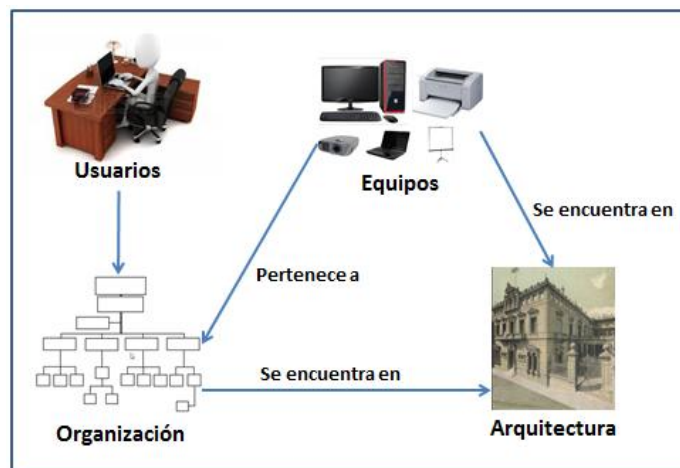 Usuarios
Equipos
Se encuentra en
Pertenece a
Se encuentra en
Organización
Arquitectura